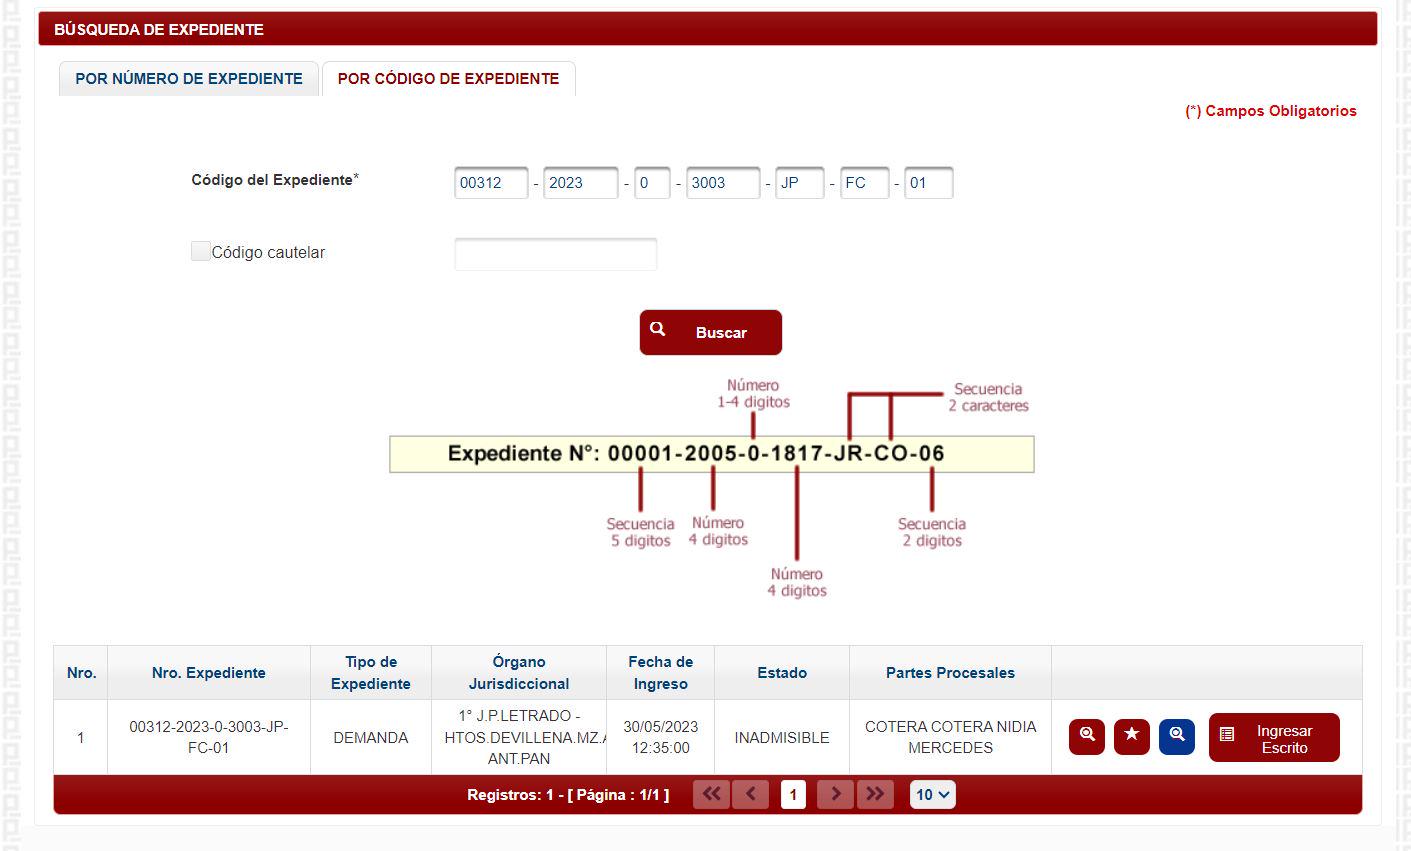 BÚSQUEDA DE EXPEDIENTE
POR NÚMERO DE EXPEDIENTE
POR CÓDIGO DE EXPEDIENTE
(*) Campos Obligatorios
Código del Expediente*
00312 - 2023 - 0 - 3003 - JP - FC - 01
Código cautelar
Buscar
Número
1-4 digitos
Secuencia
2 caracteres
Expediente N°: 00001-2005-0-1817-JR-CO-06
Secuencia
5 digitos
Número
4 digitos
Secuencia
2 digitos
Número
4 digitos
Nro.
Nro. Expediente
Tipo de
Expediente
Órgano
Jurisdiccional
Fecha de
Ingreso
Estado
Partes Procesales
1
00312-2023-0-3003-JP-
FC-01
DEMANDA
1° J.P.LETRADO -
HTOS.DEVILLENA.MZ.A
ANT.PAN
30/05/2023
12:35:00
INADMISIBLE
COTERA COTERA NIDIA
MERCEDES
Ingresar
Escrito
Registros: 1 - [ Página : 1/1 ]
1
10